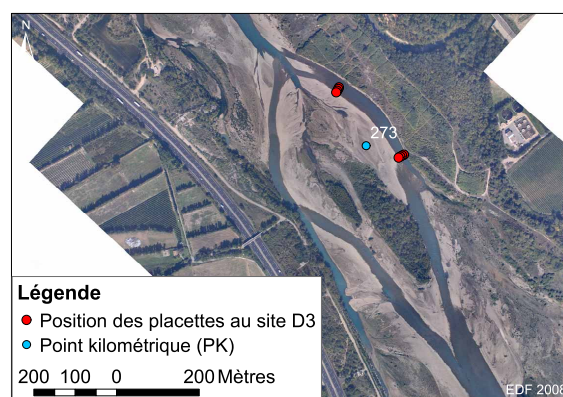 N
273
Légende
Position des placettes au site D3
Point kilométrique (PK)
200 100 0 200 Mètres
EDF 2008